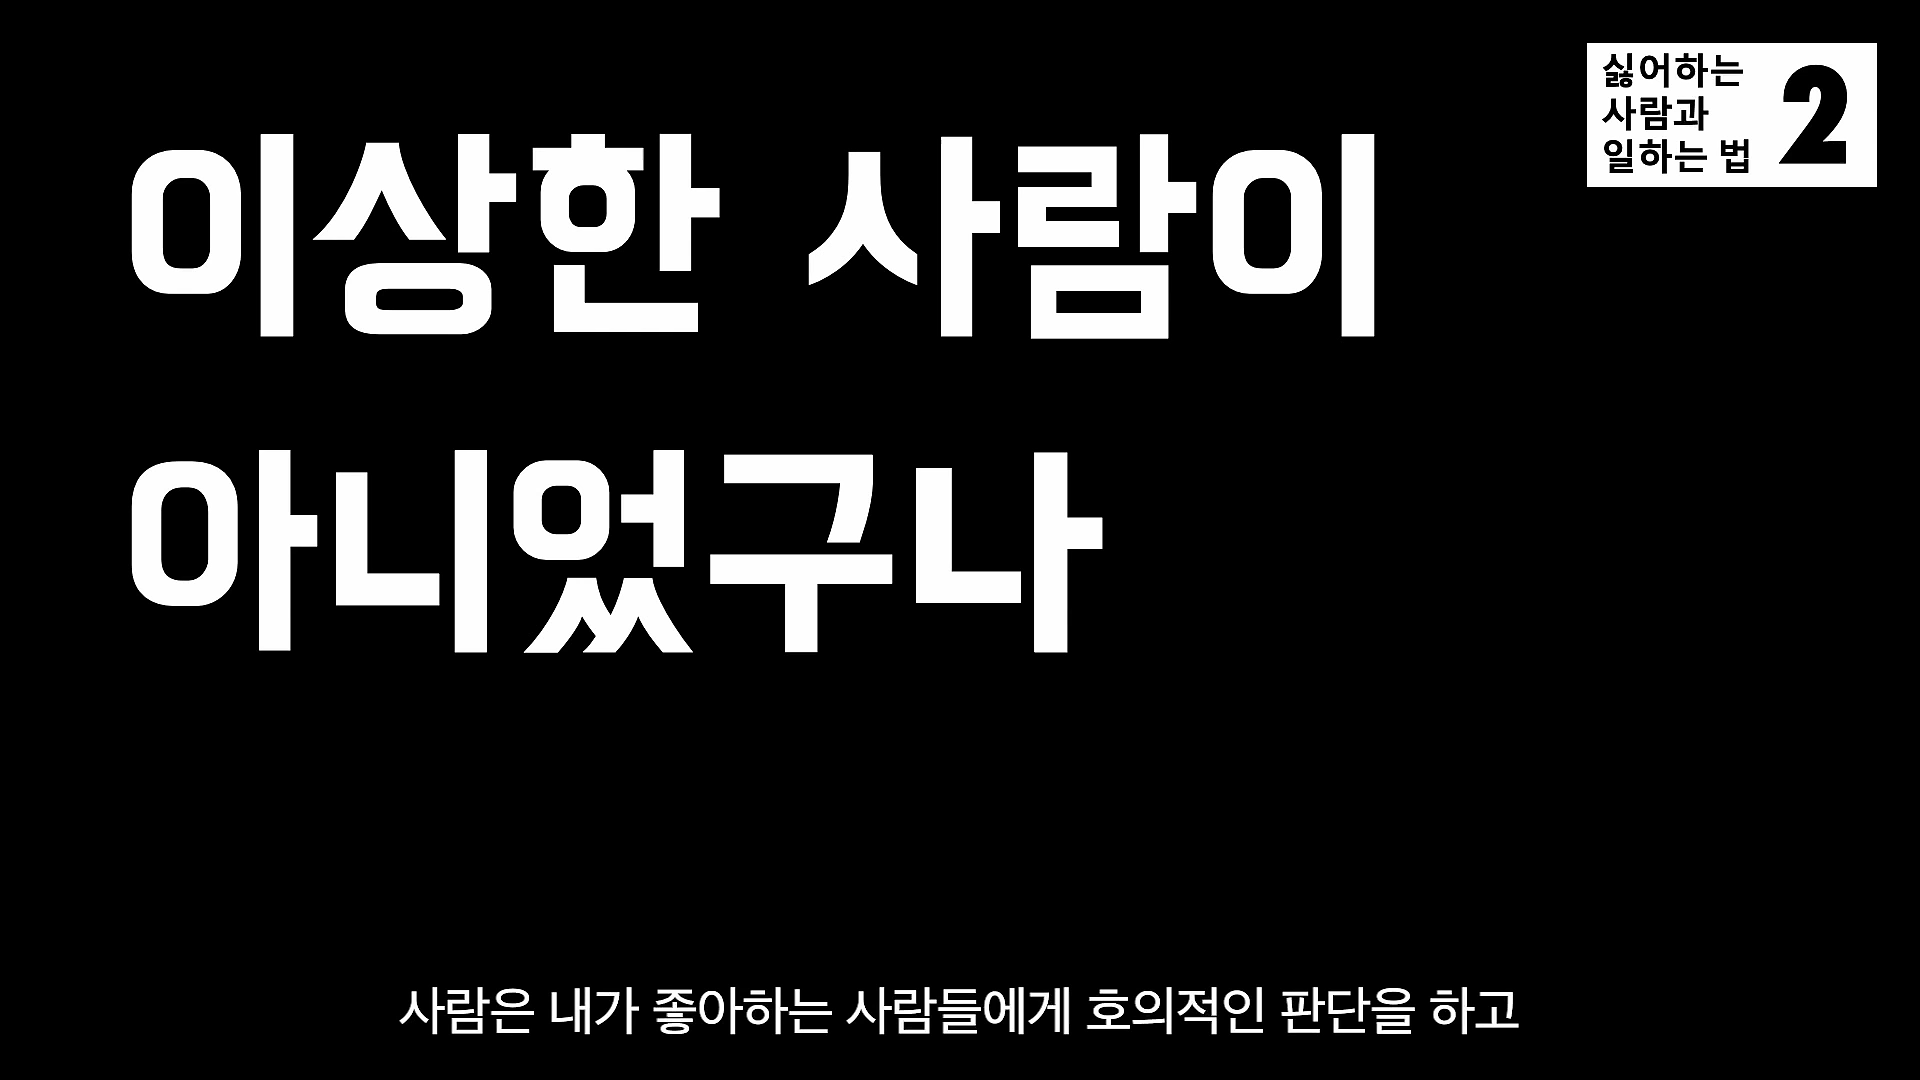 이상한 사람이
아니었구나
싫어하는
사람과
일하는 법
2
사람은 내가 좋아하는 사람들에게 호의적인 판단을 하고